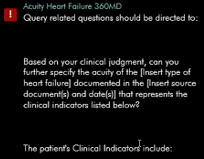 Acuity Heart Failure 360MD
!
Query related questions should be directed to:
Based on your clinical judgment, can you
further specify the acuity of the [Insert type of
heart failure] documented in the [Insert source
document(s) and date(s)] that represents the
clinical indicators listed below?
The patient's Clinical Indicators include: